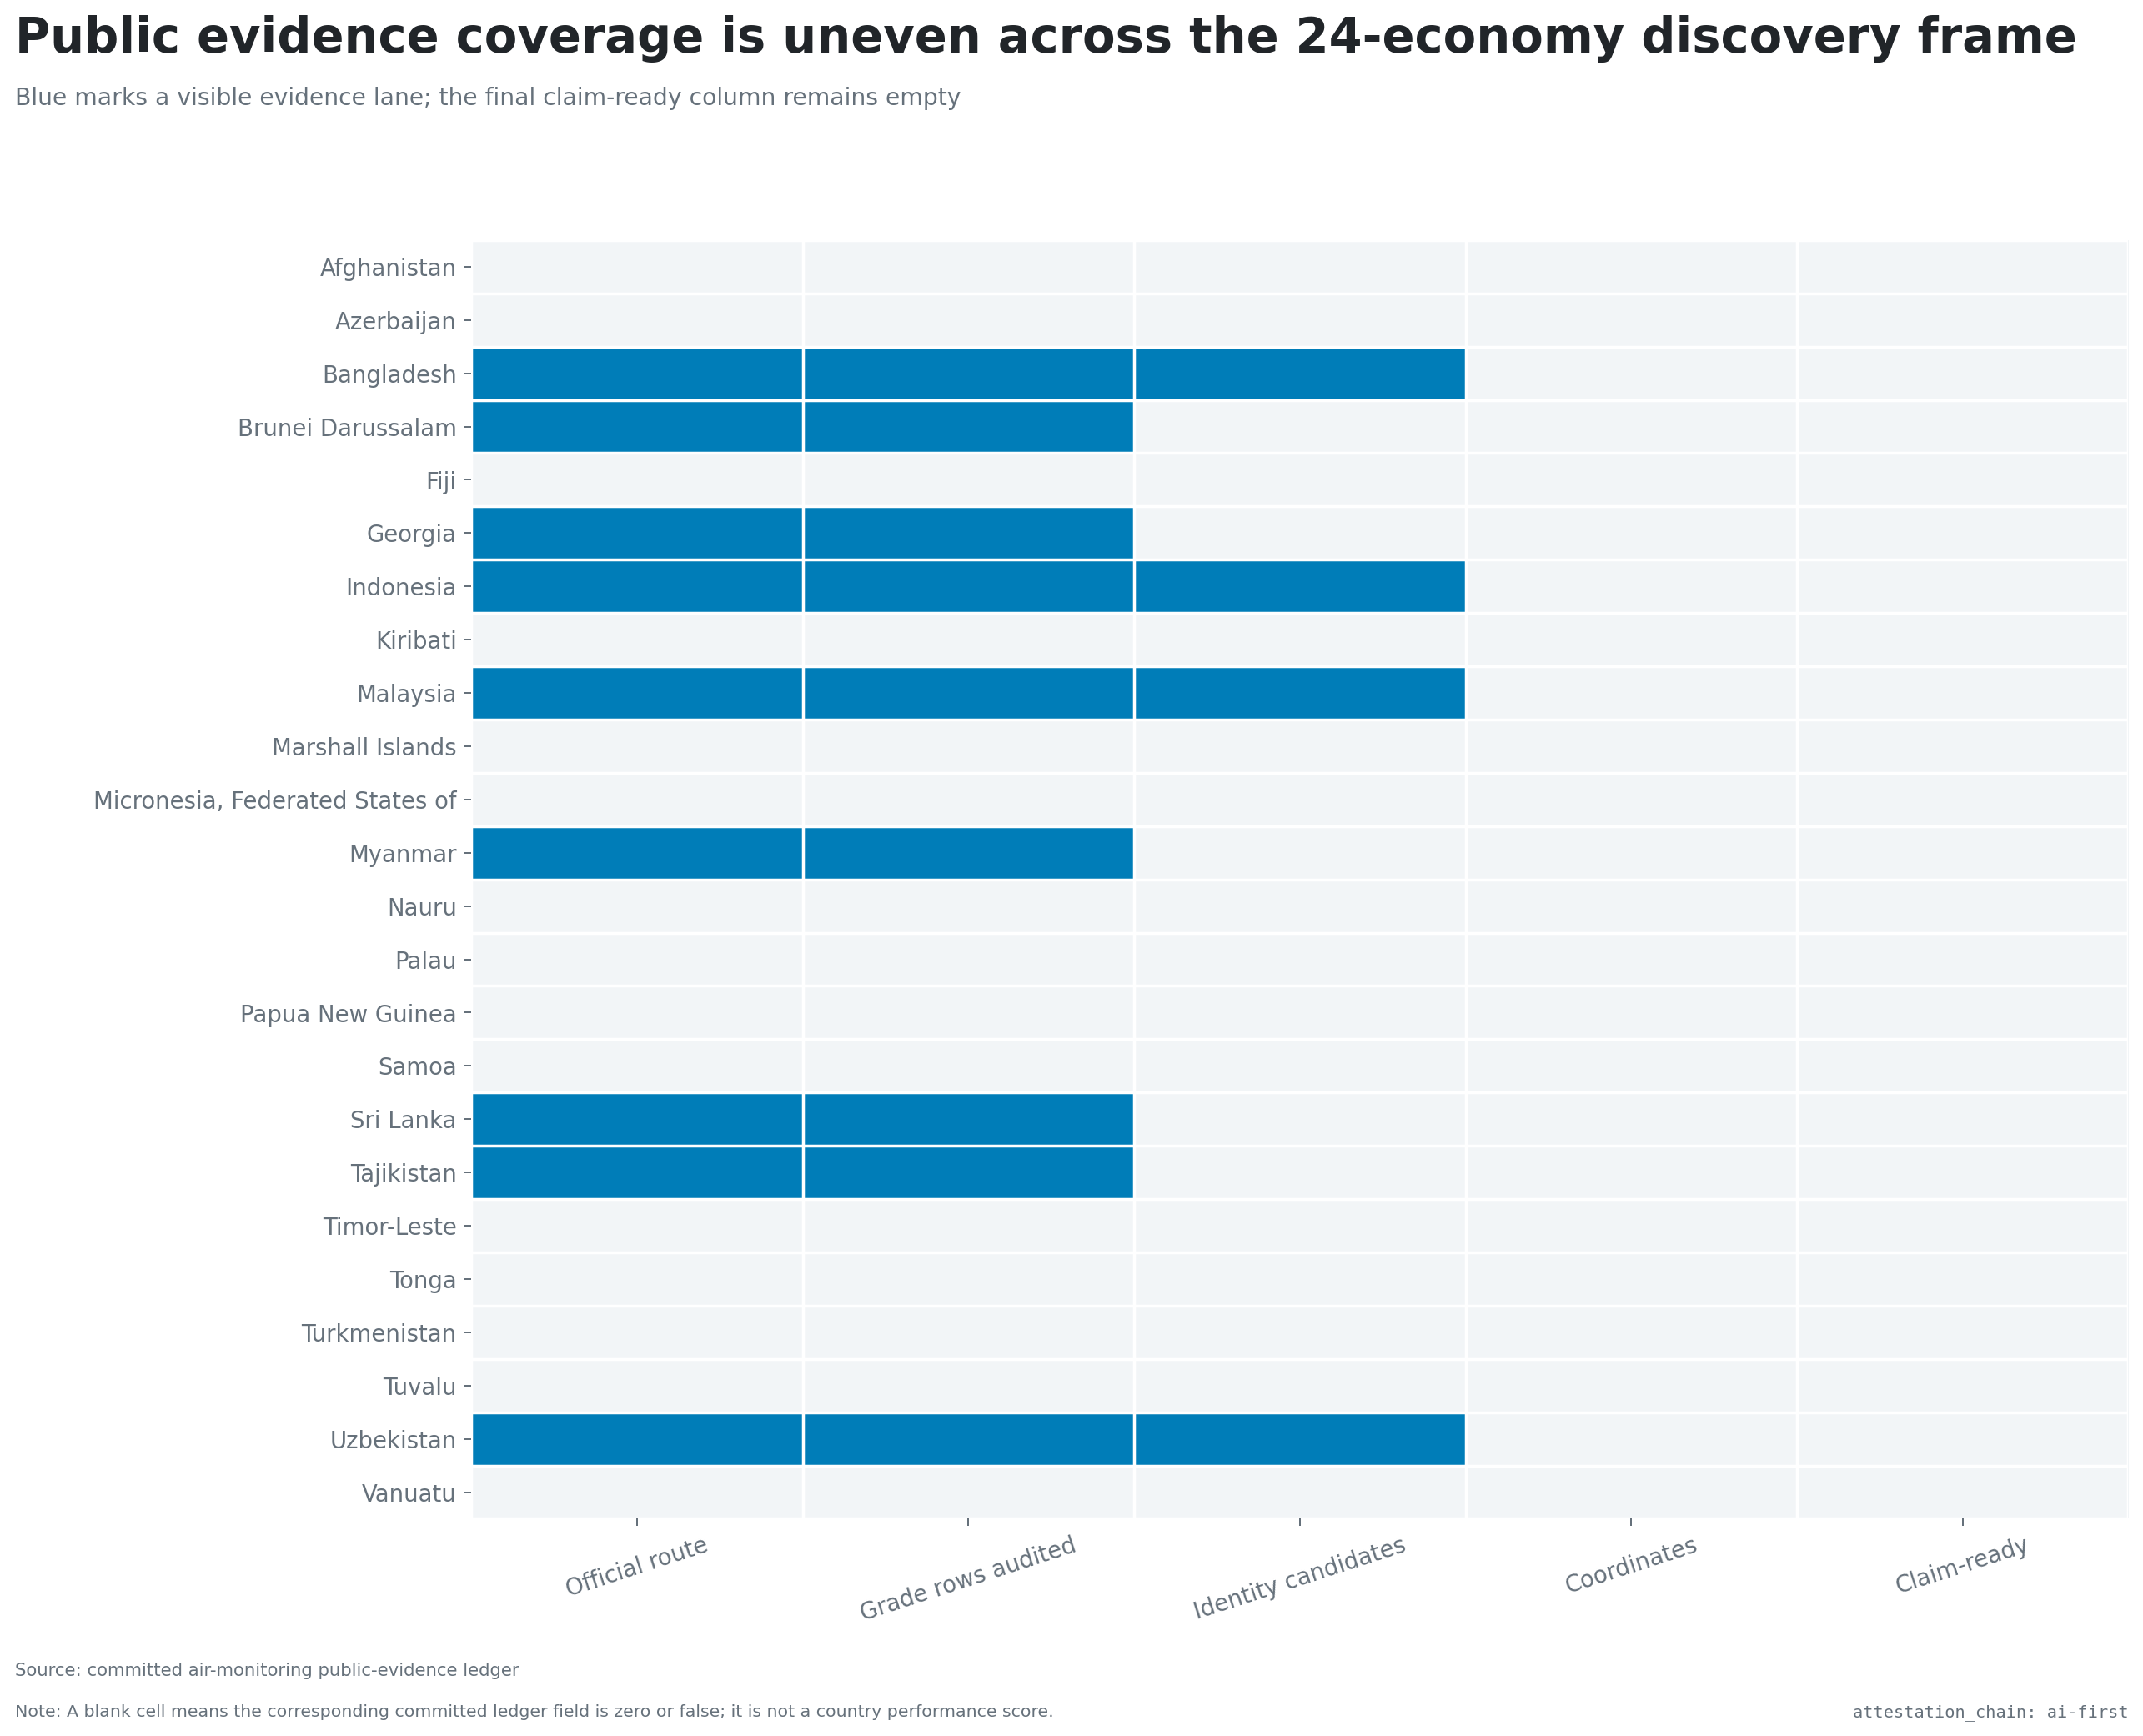 Public evidence coverage is uneven across the 24-economy discovery frame
Blue marks a visible evidence lane; the final claim-ready column remains empty
Afghanistan
Azerbaijan
Bangladesh
Brunei Darussalam
Fiji
Georgia
Indonesia
Kiribati
Malaysia
Marshall Islands
Micronesia, Federated States of
Myanmar
Nauru
Palau
Papua New Guinea
Samoa
Sri Lanka
Tajikistan
Timor-Leste
Tonga
Turkmenistan
Tuvalu
Uzbekistan
Vanuatu
Official route
Grade rows audited
Identity candidates
Coordinates
Claim-ready
Source: committed air-monitoring public-evidence ledger
Note: A blank cell means the corresponding committed ledger field is zero or false; it is not a country performance score.
attestation_chain: ai-first